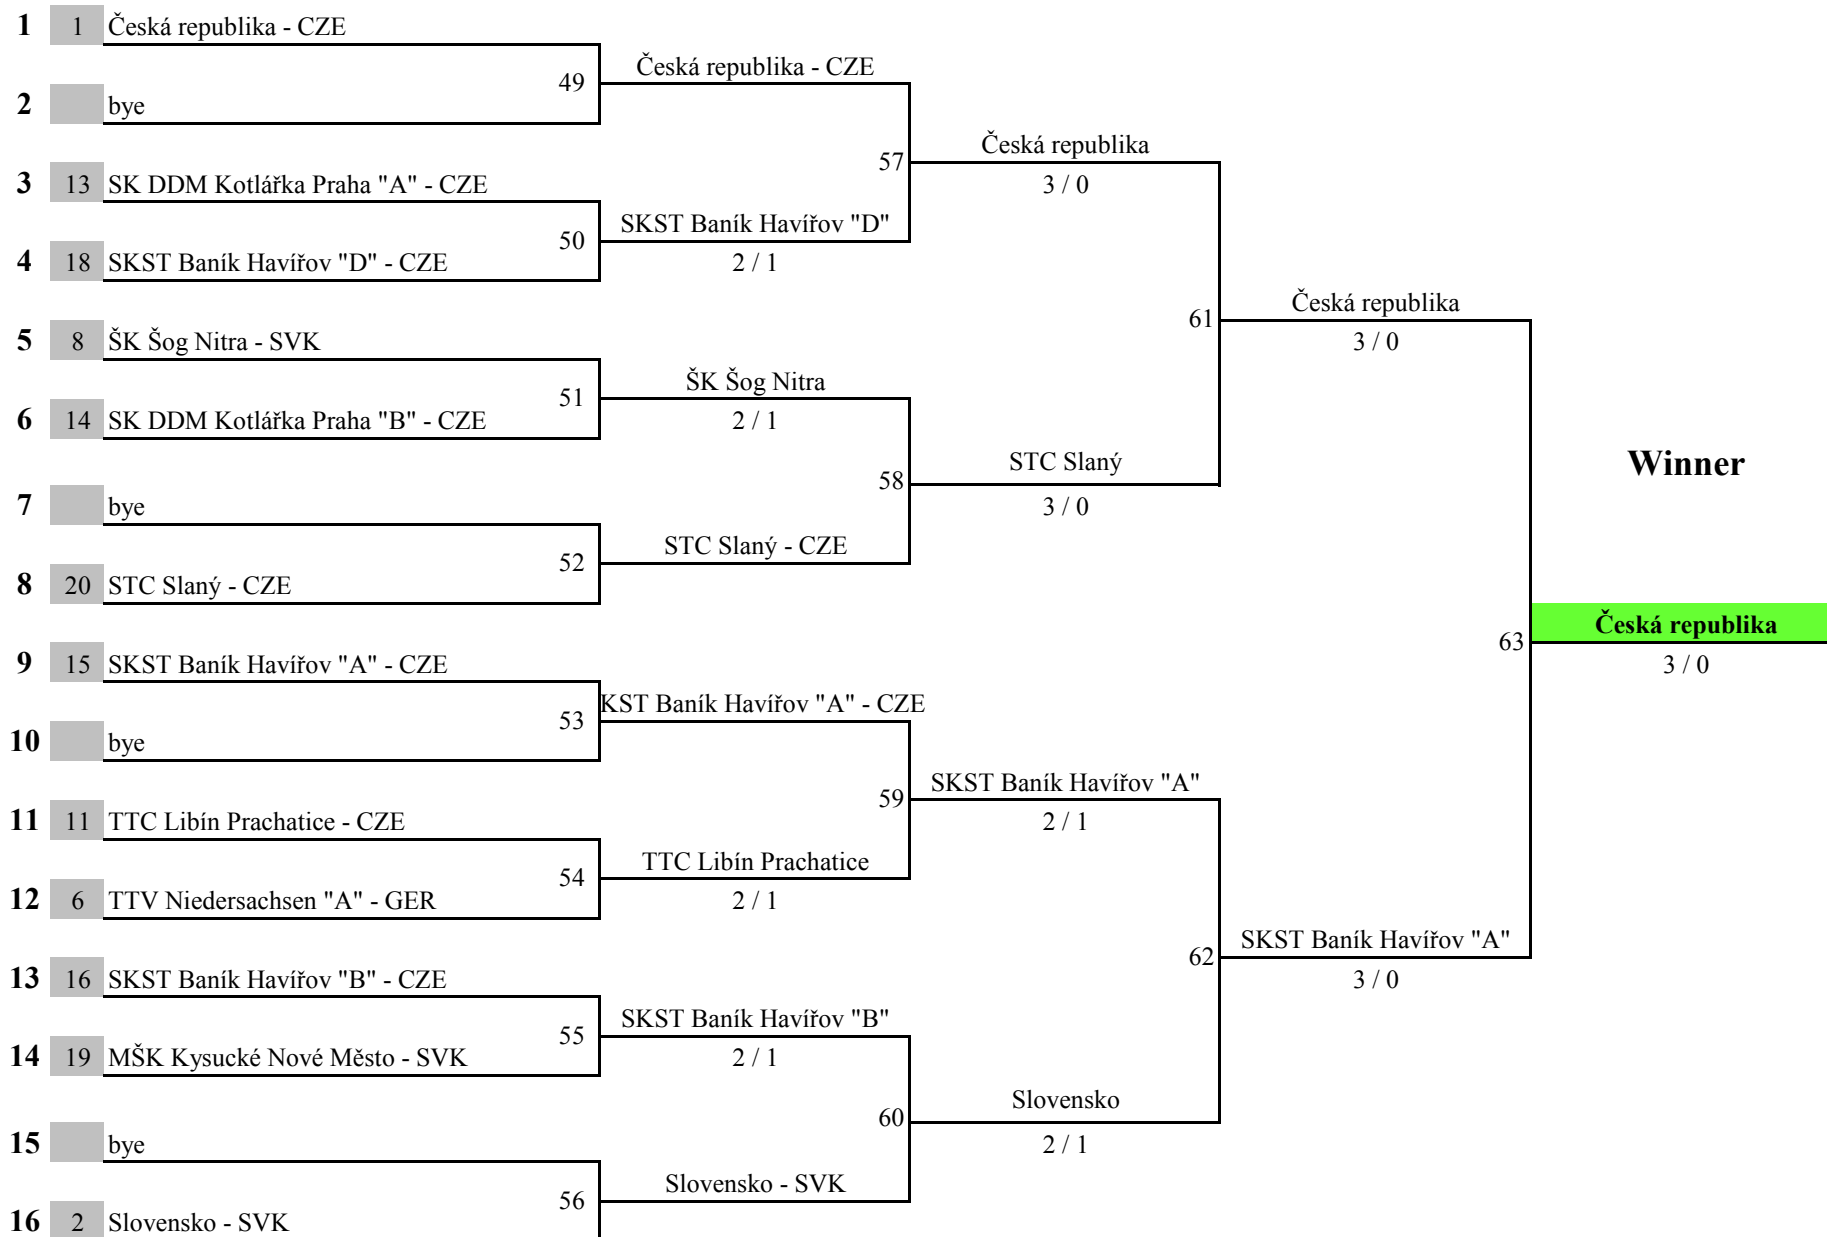 1 1 Česká republika - CZE
49 Česká republika - CZE
2 bye
57 Česká republika
3 / 0
3 13 SK DDM Kotlářka Praha "A" - CZE
50 SKST Baník Havířov "D"
2 / 1
4 18 SKST Baník Havířov "D" - CZE
61 Česká republika
3 / 0
5 8 ŠK Šog Nitra - SVK
51 ŠK Šog Nitra
2 / 1
6 14 SK DDM Kotlářka Praha "B" - CZE
58 STC Slaný
3 / 0
Winner
7 bye
52 STC Slaný - CZE
8 20 STC Slaný - CZE
63 Česká republika
3 / 0
9 15 SKST Baník Havířov "A" - CZE
53 KST Baník Havířov "A" - CZE
10 bye
59 SKST Baník Havířov "A"
2 / 1
11 11 TTC Libín Prachatice - CZE
54 TTC Libín Prachatice
2 / 1
12 6 TTV Niedersachsen "A" - GER
62 SKST Baník Havířov "A"
3 / 0
13 16 SKST Baník Havířov "B" - CZE
55 SKST Baník Havířov "B"
2 / 1
14 19 MŠK Kysucké Nové Město - SVK
60 Slovensko
2 / 1
15 bye
56 Slovensko - SVK
16 2 Slovensko - SVK